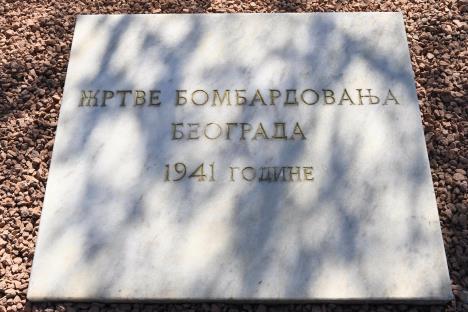 ЖРТВЕ БОМБАРДОВАЊА
БЕОГРАДА
1941 ГОДИНЕ